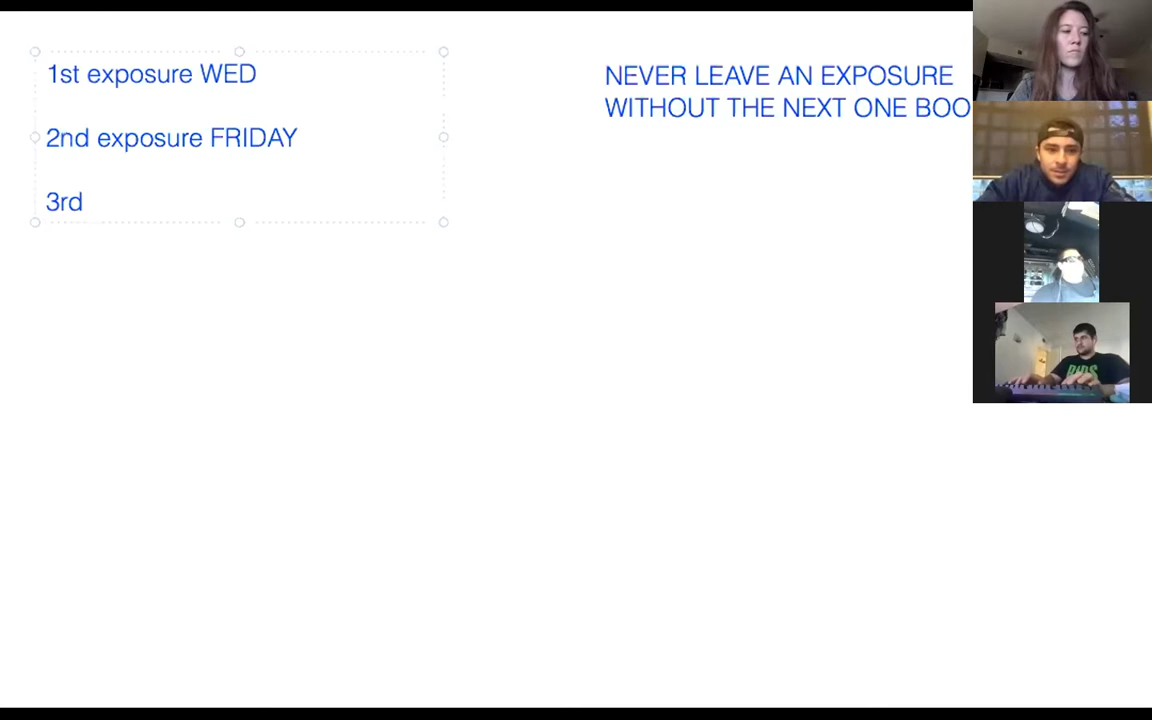 1st exposure WED
2nd exposure FRIDAY
3rd
NEVER LEAVE AN EXPOSURE
WITHOUT THE NEXT ONE BOO